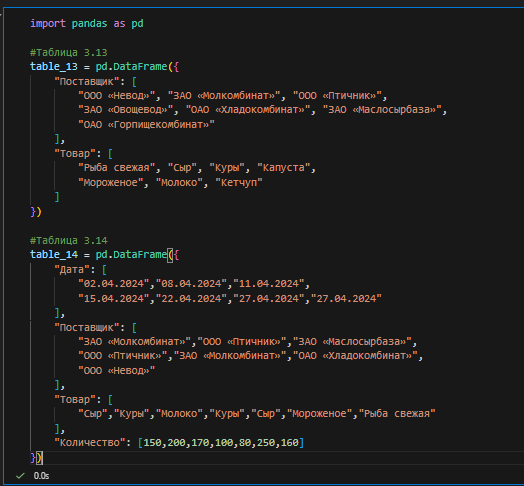 import pandas as pd
#Таблица 3.13
table_13 = pd.DataFrame({
"Поставщик": [
"ООО «Невод»", "ЗАО «Молкомбинат»", "ООО «Птичник»",
"ЗАО «Овощевод»", "ОАО «Хладокомбинат»", "ЗАО «Маслосырбаза»",
"ОАО «Горпищекомбинат»"
],
"Товар": [
"Рыба свежая", "Сыр", "Куры", "Капуста",
"Мороженое", "Молоко", "Кетчуп"
]
})
#Таблица 3.14
table_14 = pd.DataFrame({
"Дата": [
"02.04.2024","08.04.2024","11.04.2024",
"15.04.2024","22.04.2024","27.04.2024","27.04.2024"
],
"Поставщик": [
"ЗАО «Молкомбинат»","ООО «Птичник»","ЗАО «Маслосырбаза»",
"ООО «Птичник»","ЗАО «Молкомбинат»","ОАО «Хладокомбинат»",
"ООО «Невод»"
],
"Товар": [
"Сыр","Куры","Молоко","Куры","Сыр","Мороженое","Рыба свежая"
],
"Количество": [150,200,170,100,80,250,160]
})
0.0s